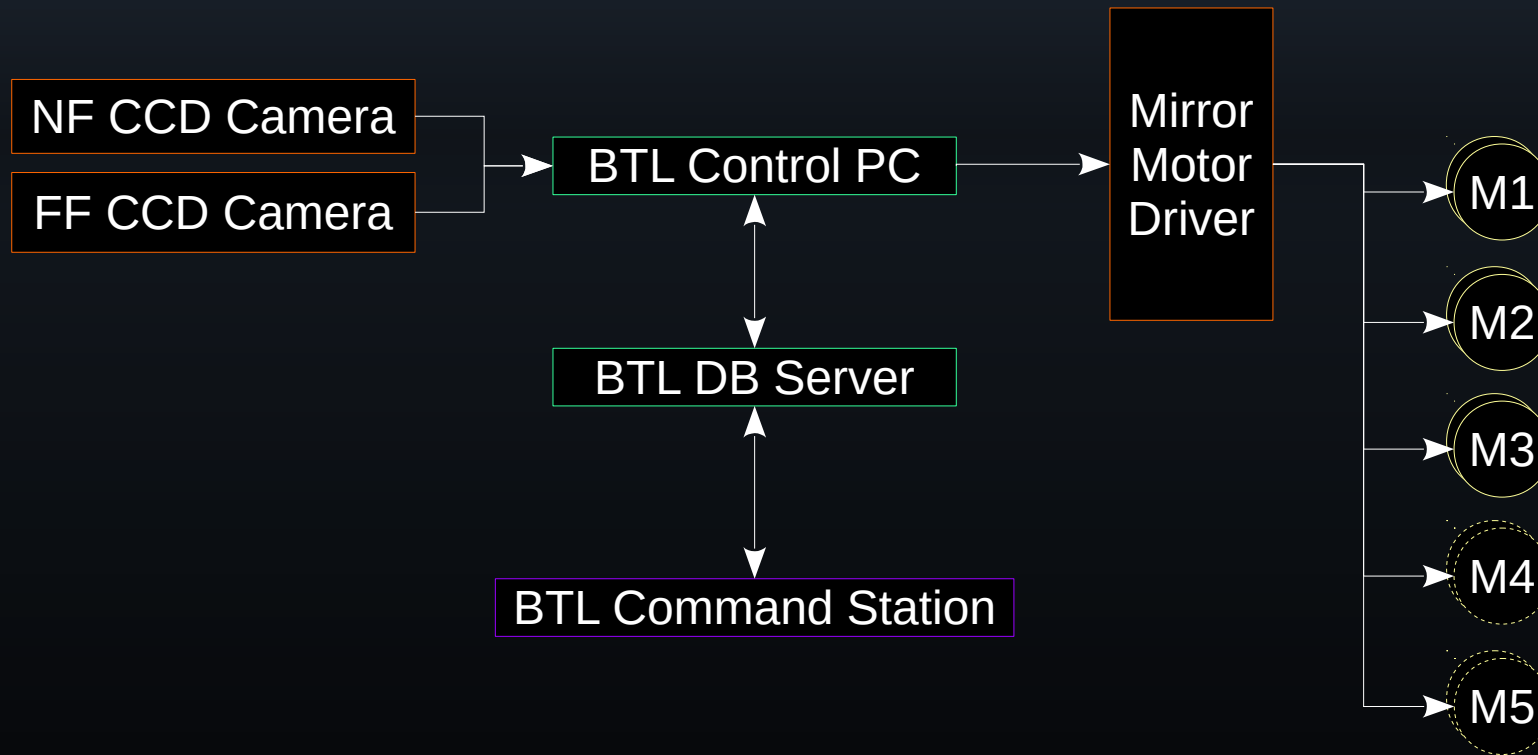 NF CCD Camera
FF CCD Camera
BTL Control PC
BTL DB Server
BTL Command Station
Mirror
Motor
Driver
M1
M2
M3
M4
M5